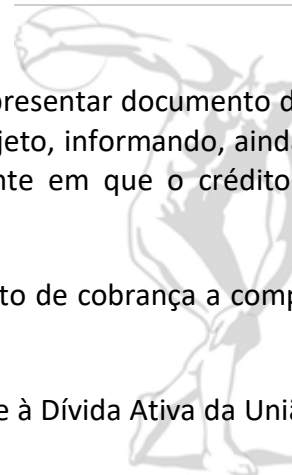 presentar documento d
jeto, informando, ainda
nte em que o crédito
to de cobrança a comp
e à Dívida Ativa da Uniã